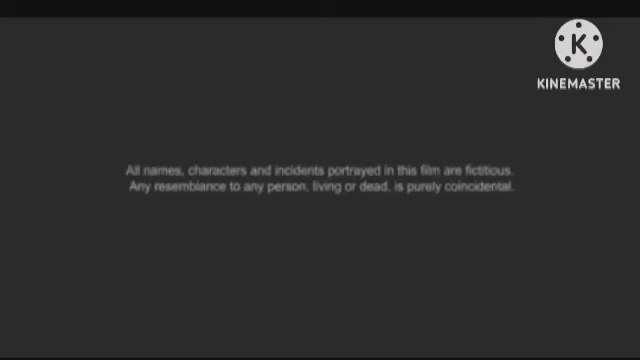 K
KINEMASTER
All names, characters and incidents portrayed in this film are fictitious.
Any resemblance to any person, living or dead, is purely coincidental.